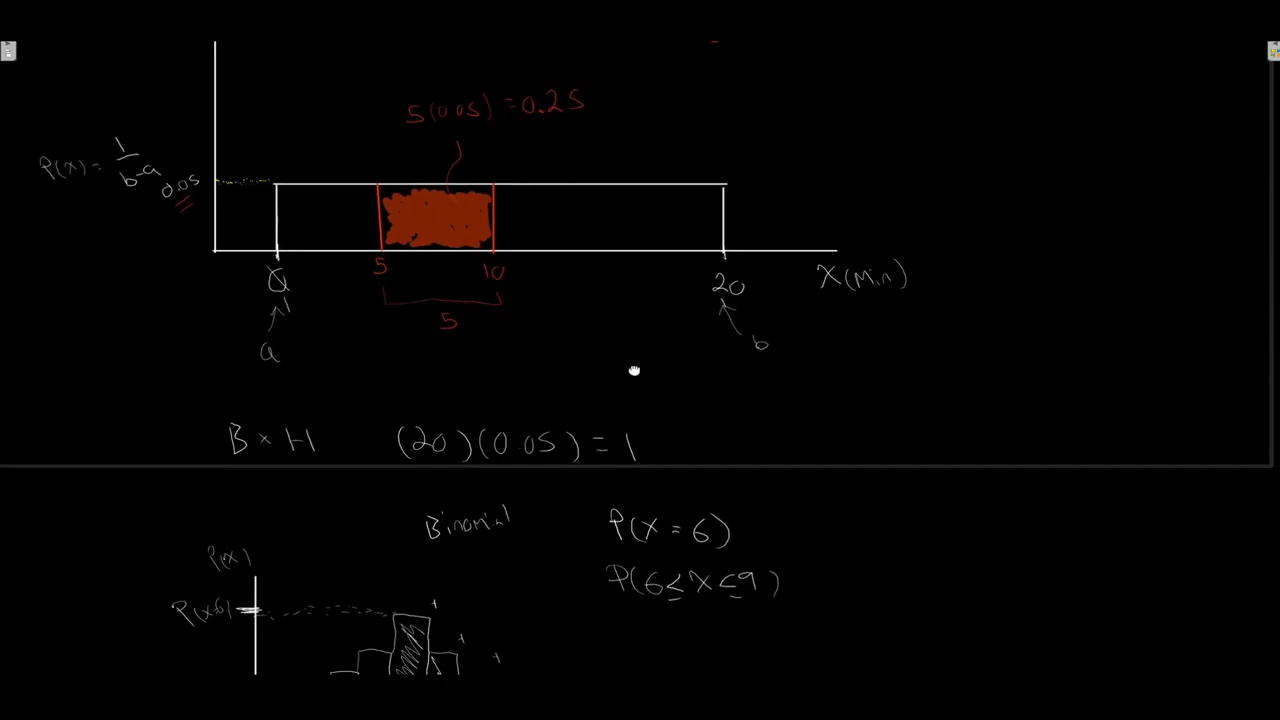 5(0.05) = 0.25
P(x) = 1/b-a
0.05
0 5 10 20 X(Min)
5
a b
B × H (20)(0.05) = 1
Binomial P(X = 6)
P(x)
P(6 ≤ X ≤ 9)
P(x=6)